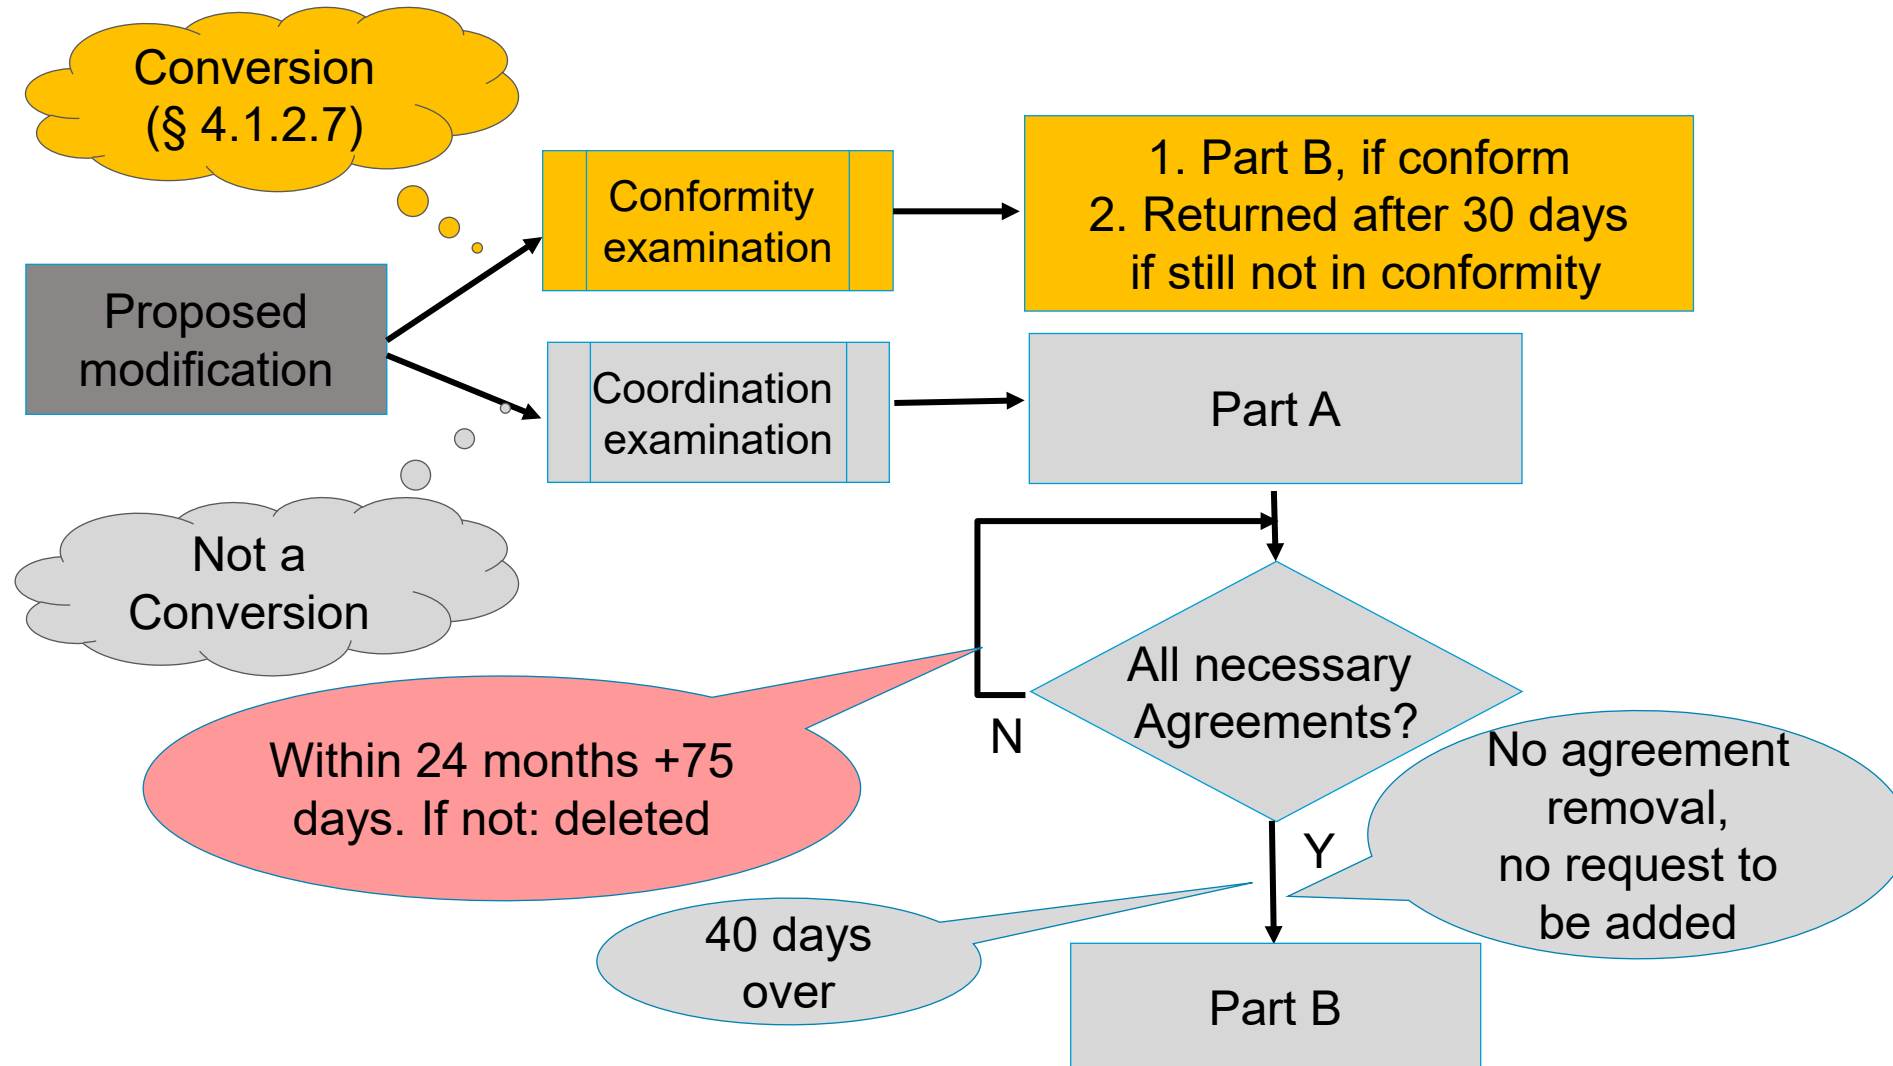 Conversion
(§ 4.1.2.7)
Conformity
examination
1. Part B, if conform
2. Returned after 30 days
if still not in conformity
Proposed
modification
Coordination
examination
Part A
Not a
Conversion
All necessary
Agreements?
N
Within 24 months +75
days. If not: deleted
Y
No agreement
removal,
no request to
be added
40 days
over
Part B